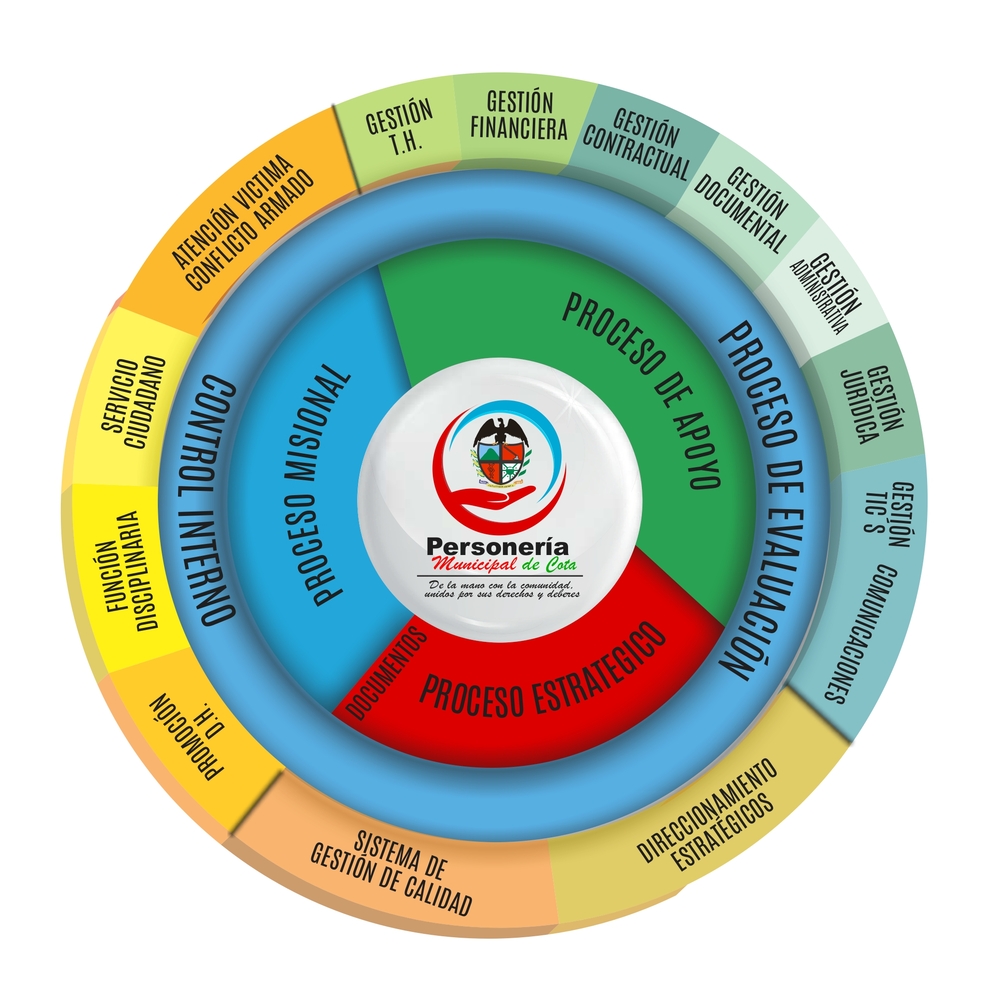 GESTIÓN
T.H.
GESTIÓN
FINANCIERA
GESTIÓN
CONTRACTUAL
GESTIÓN
DOCUMENTAL
GESTIÓN
ADMINISTRATIVA
GESTIÓN
JURÍDICA
GESTIÓN
TIC S
COMUNICACIONES
DIRECCIONAMIENTO
ESTRATÉGICOS
SISTEMA DE
GESTIÓN DE CALIDAD
PROMOCIÓN
D.H.
FUNCIÓN
DISCIPLINARIA
SERVICIO
CIUDADANO
ATENCIÓN VICTIMA
CONFLICTO ARMADO
CONTROL INTERNO
PROCESO DE EVALUACIÓN
PROCESO MISIONAL
PROCESO DE APOYO
PROCESO ESTRATEGICO
DOCUMENTOS
Personería
Municipal de Cota
De la mano con la comunidad,
unidos por sus derechos y deberes